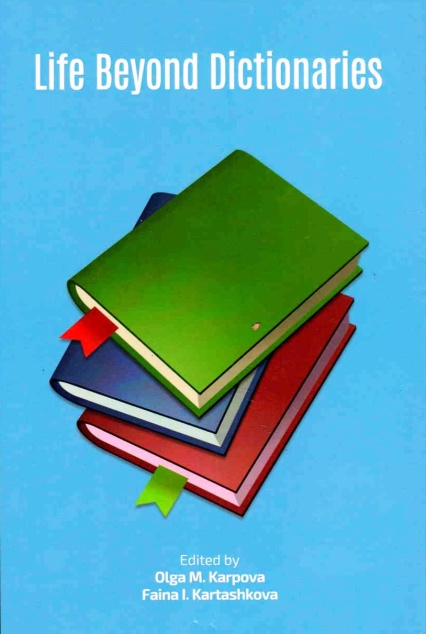 Life Beyond Dictionaries
Edited by
Olga M. Karpova
Faina I. Kartashkova